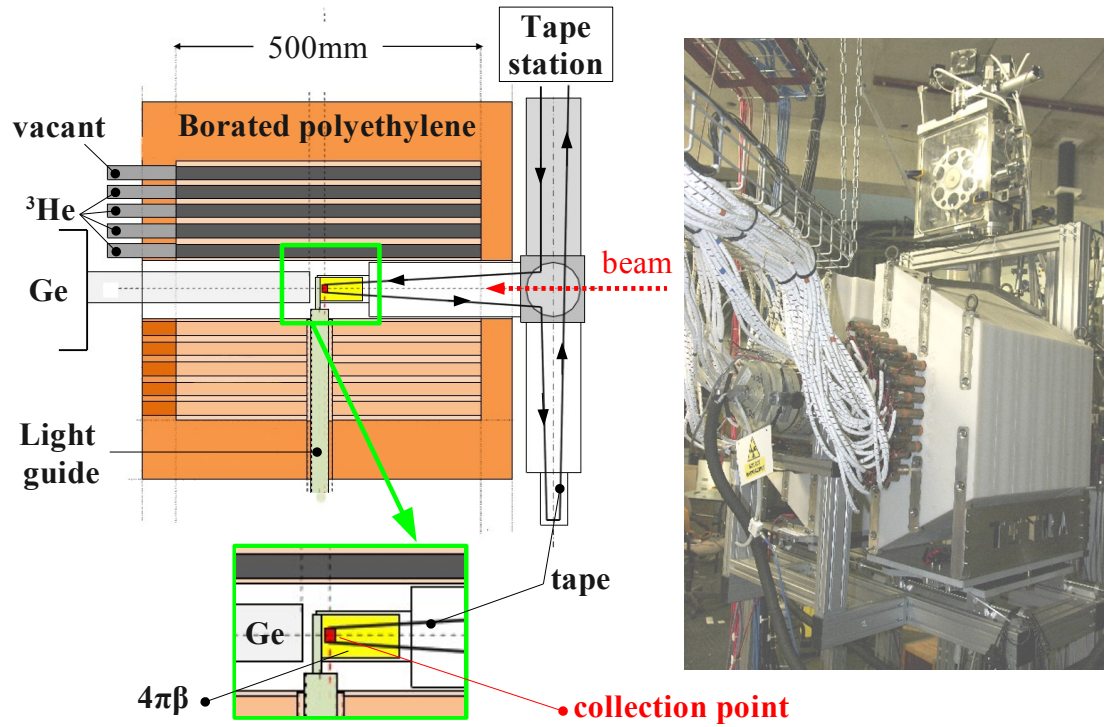 500mm
Tape
station
Borated polyethylene
vacant
³He
Ge
beam
Light
guide
tape
Ge
4πβ
collection point